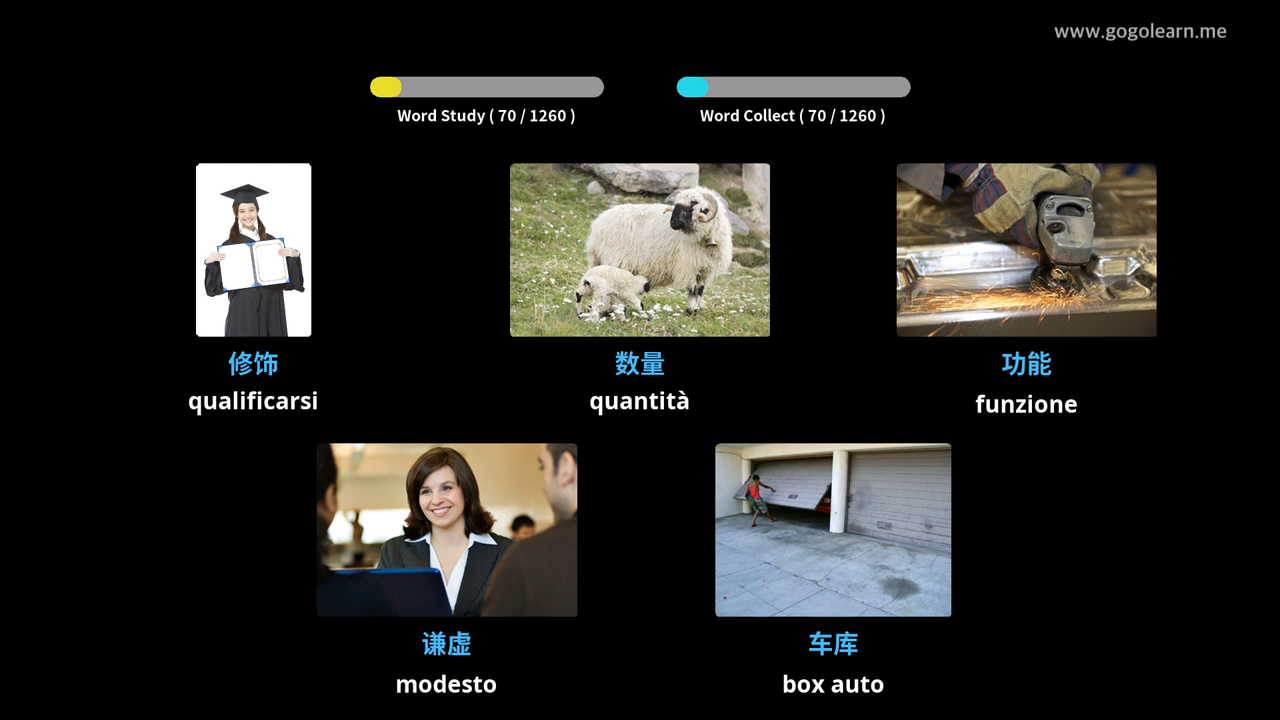 www.gogolearn.me
Word Study ( 70 / 1260 )
Word Collect ( 70 / 1260 )
修饰
qualificarsi
数量
quantità
功能
funzione
谦虚
modesto
车库
box auto